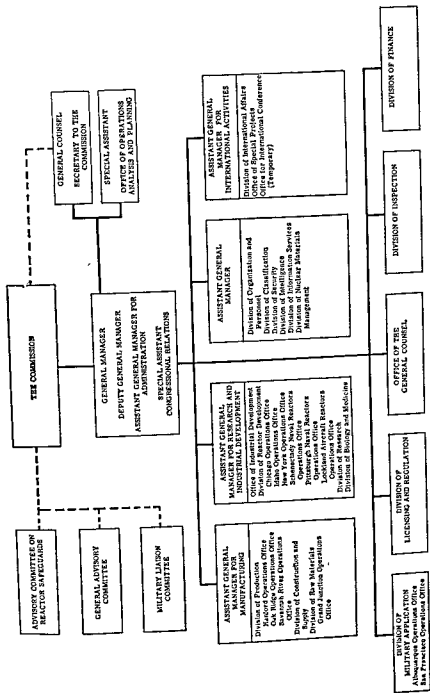 THE COMMISSION
ADVISORY COMMITTEE ON
REACTOR SAFEGUARDS
GENERAL ADVISORY
COMMITTEE
MILITARY LIAISON
COMMITTEE
GENERAL COUNSEL
SECRETARY TO THE
COMMISSION
SPECIAL ASSISTANT
OFFICE OF OPERATIONS
ANALYSIS AND PLANNING
GENERAL MANAGER
DEPUTY GENERAL MANAGER
ASSISTANT GENERAL MANAGER FOR
ADMINISTRATION
SPECIAL ASSISTANT
CONGRESSIONAL RELATIONS
ASSISTANT GENERAL
MANAGER FOR
MANUFACTURING
Division of Production
Hanford Operations Office
Oak Ridge Operations Office
Savannah River Operations
Office
Division of Construction and
Supply
Division of Raw Materials
Grand Junction Operations
Office
ASSISTANT GENERAL
MANAGER FOR RESEARCH AND
INDUSTRIAL DEVELOPMENT
Office of Industrial Development
Division of Reactor Development
Chicago Operations Office
Idaho Operations Office
New York Operations Office
Schenectady Naval Reactors
Operations Office
Pittsburgh Naval Reactors
Operations Office
Lockland Aircraft Reactors
Operations Office
Division of Research
Division of Biology and Medicine
ASSISTANT GENERAL
MANAGER
Division of Organization and
Personnel
Division of Classification
Division of Security
Division of Intelligence
Division of Information Services
Division of Nuclear Materials
Management
ASSISTANT GENERAL
MANAGER FOR
INTERNATIONAL ACTIVITIES
Division of International Affairs
Office of Special Projects
Office for International Conference
(Temporary)
DIVISION OF
MILITARY APPLICATION
Albuquerque Operations Office
San Francisco Operations Office
DIVISION OF
LICENSING AND REGULATION
OFFICE OF THE
GENERAL COUNSEL
DIVISION OF INSPECTION
DIVISION OF FINANCE